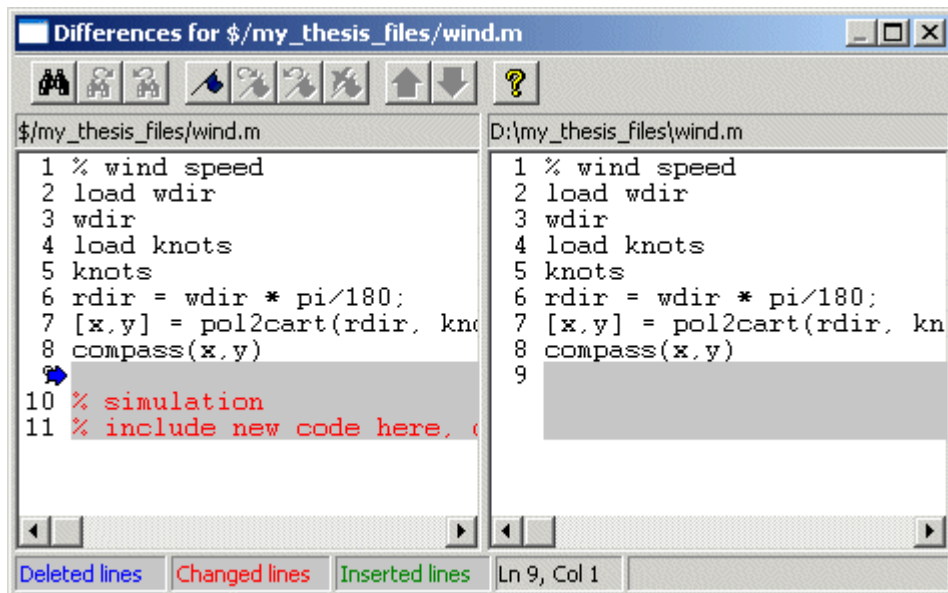 Differences for $/my_thesis_files/wind.m
$/my_thesis_files/wind.m
1 % wind speed
2 load wdir
3 wdir
4 load knots
5 knots
6 rdir = wdir * pi/180;
7 [x,y] = pol2cart(rdir, kno
8 compass(x,y)
9
10 % simulation
11 % include new code here,
D:\my_thesis_files\wind.m
1 % wind speed
2 load wdir
3 wdir
4 load knots
5 knots
6 rdir = wdir * pi/180;
7 [x,y] = pol2cart(rdir, kn
8 compass(x,y)
9
Deleted lines
Changed lines
Inserted lines
Ln 9, Col 1